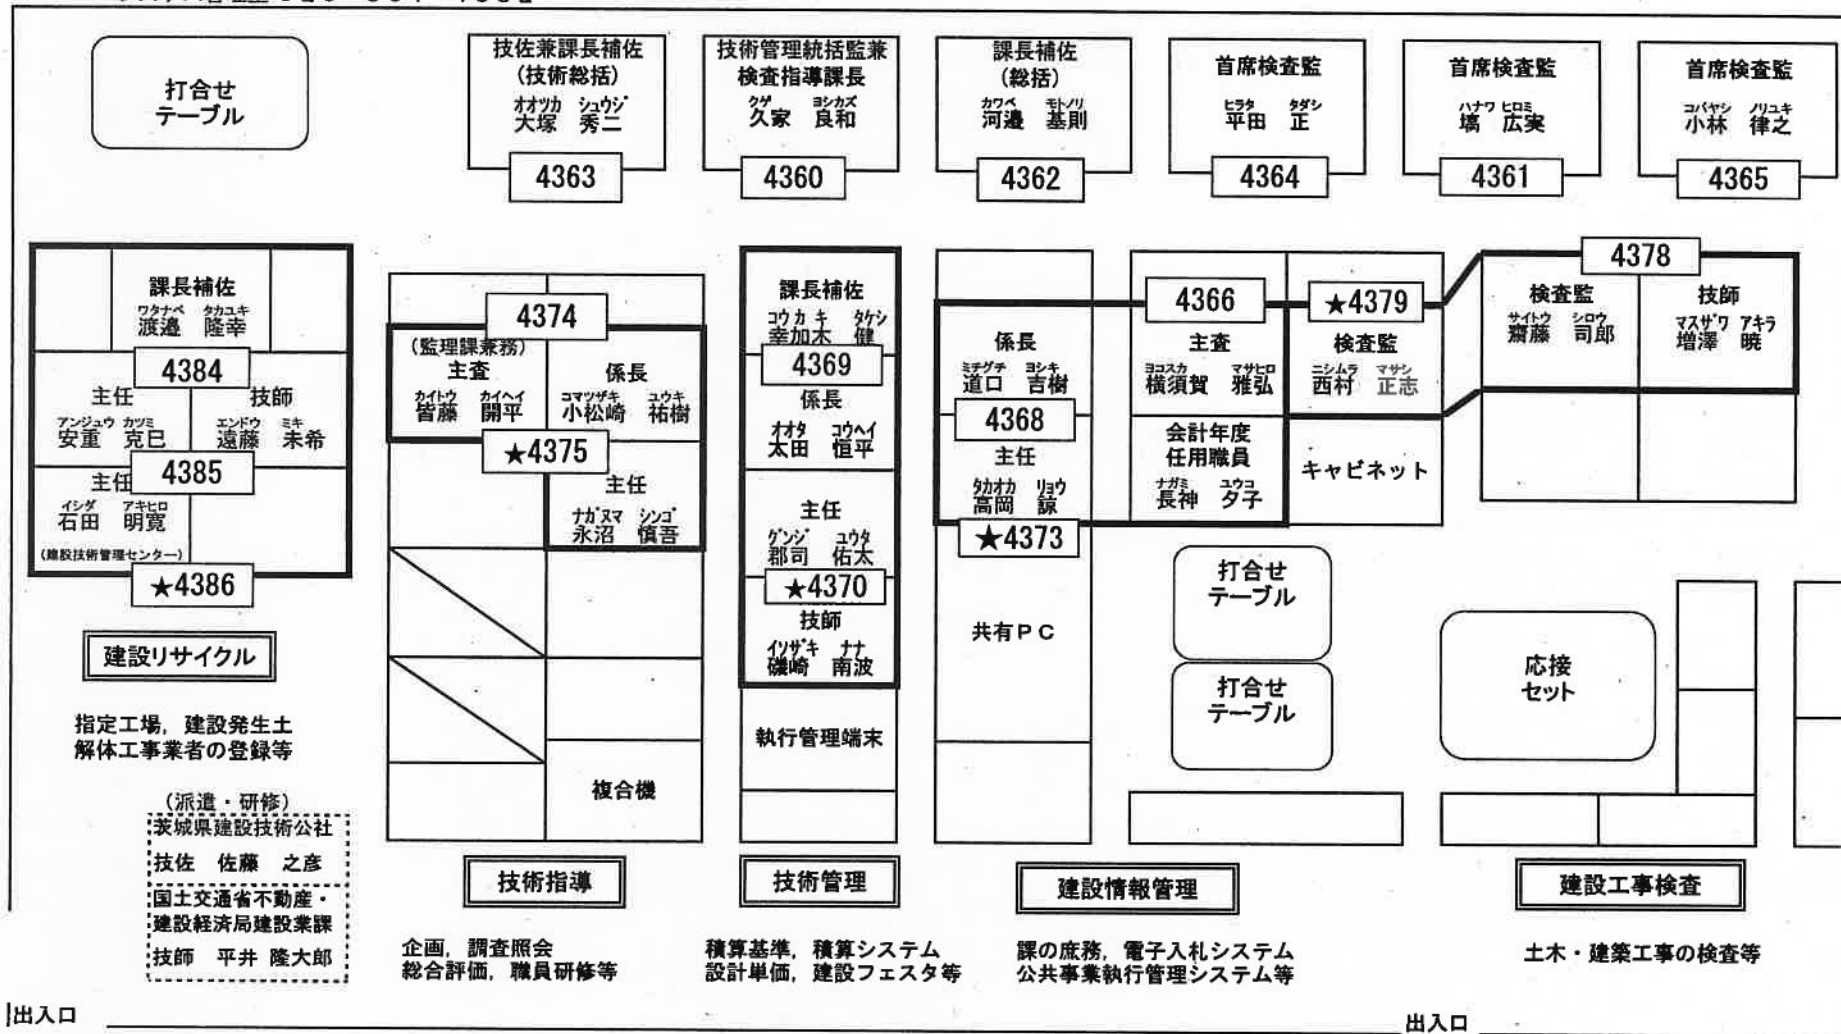 打合せ
テーブル
技佐兼課長補佐
(技術総括)
オオツカ シュウジ
大塚 秀二
4363
技術管理統括監兼
検査指導課長
クゲ ヨシカズ
久家 良和
4360
課長補佐
(総括)
カワベ モトノリ
河邉 基則
4362
首席検査監
ヒラタ タダシ
平田 正
4364
首席検査監
ハナワ ヒロミ
塙 広実
4361
首席検査監
コバヤシ ノリユキ
小林 律之
4365
課長補佐
ワタナベ タカユキ
渡邉 隆幸
4384
主任
アンジュウ カツミ
安重 克巳
技師
エンドウ ミキ
遠藤 未希
4385
主任
イシダ アキヒロ
石田 明寛
(建設技術管理センター)
★4386
建設リサイクル
指定工場,建設発生土
解体工事業者の登録等
(派遣・研修)
茨城県建設技術公社
技佐 佐藤 之彦
国土交通省不動産・
建設経済局建設業課
技師 平井 隆大郎
4374
(監理課兼務)
主査
カイトウ カイヘイ
皆藤 開平
係長
コマツザキ ユウキ
小松崎 祐樹
★4375
主任
ナガヌマ シンゴ
永沼 慎吾
複合機
技術指導
企画,調査照会
総合評価,職員研修等
課長補佐
コウカキ タケシ
幸加木 健
4369
係長
オオタ コウヘイ
太田 恒平
主任
グンジ ユウタ
郡司 佑太
★4370
技師
イソザキ ナナ
磯崎 南波
執行管理端末
技術管理
積算基準,積算システム
設計単価,建設フェスタ等
係長
ミチグチ ヨシキ
道口 吉樹
4368
主任
タカオカ リョウ
高岡 諒
★4373
共有PC
4366
主査
ヨコスカ マサヒロ
横須賀 雅弘
会計年度
任用職員
ナガミ ユウコ
長神 夕子
打合せ
テーブル
打合せ
テーブル
建設情報管理
課の庶務,電子入札システム
公共事業執行管理システム等
★4379
検査監
ニシムラ マサシ
西村 正志
キャビネット
4378
検査監
サイトウ シロウ
齋藤 司郎
技師
マスザワ アキラ
増澤 暁
応接
セット
建設工事検査
土木・建築工事の検査等
出入口
出入口